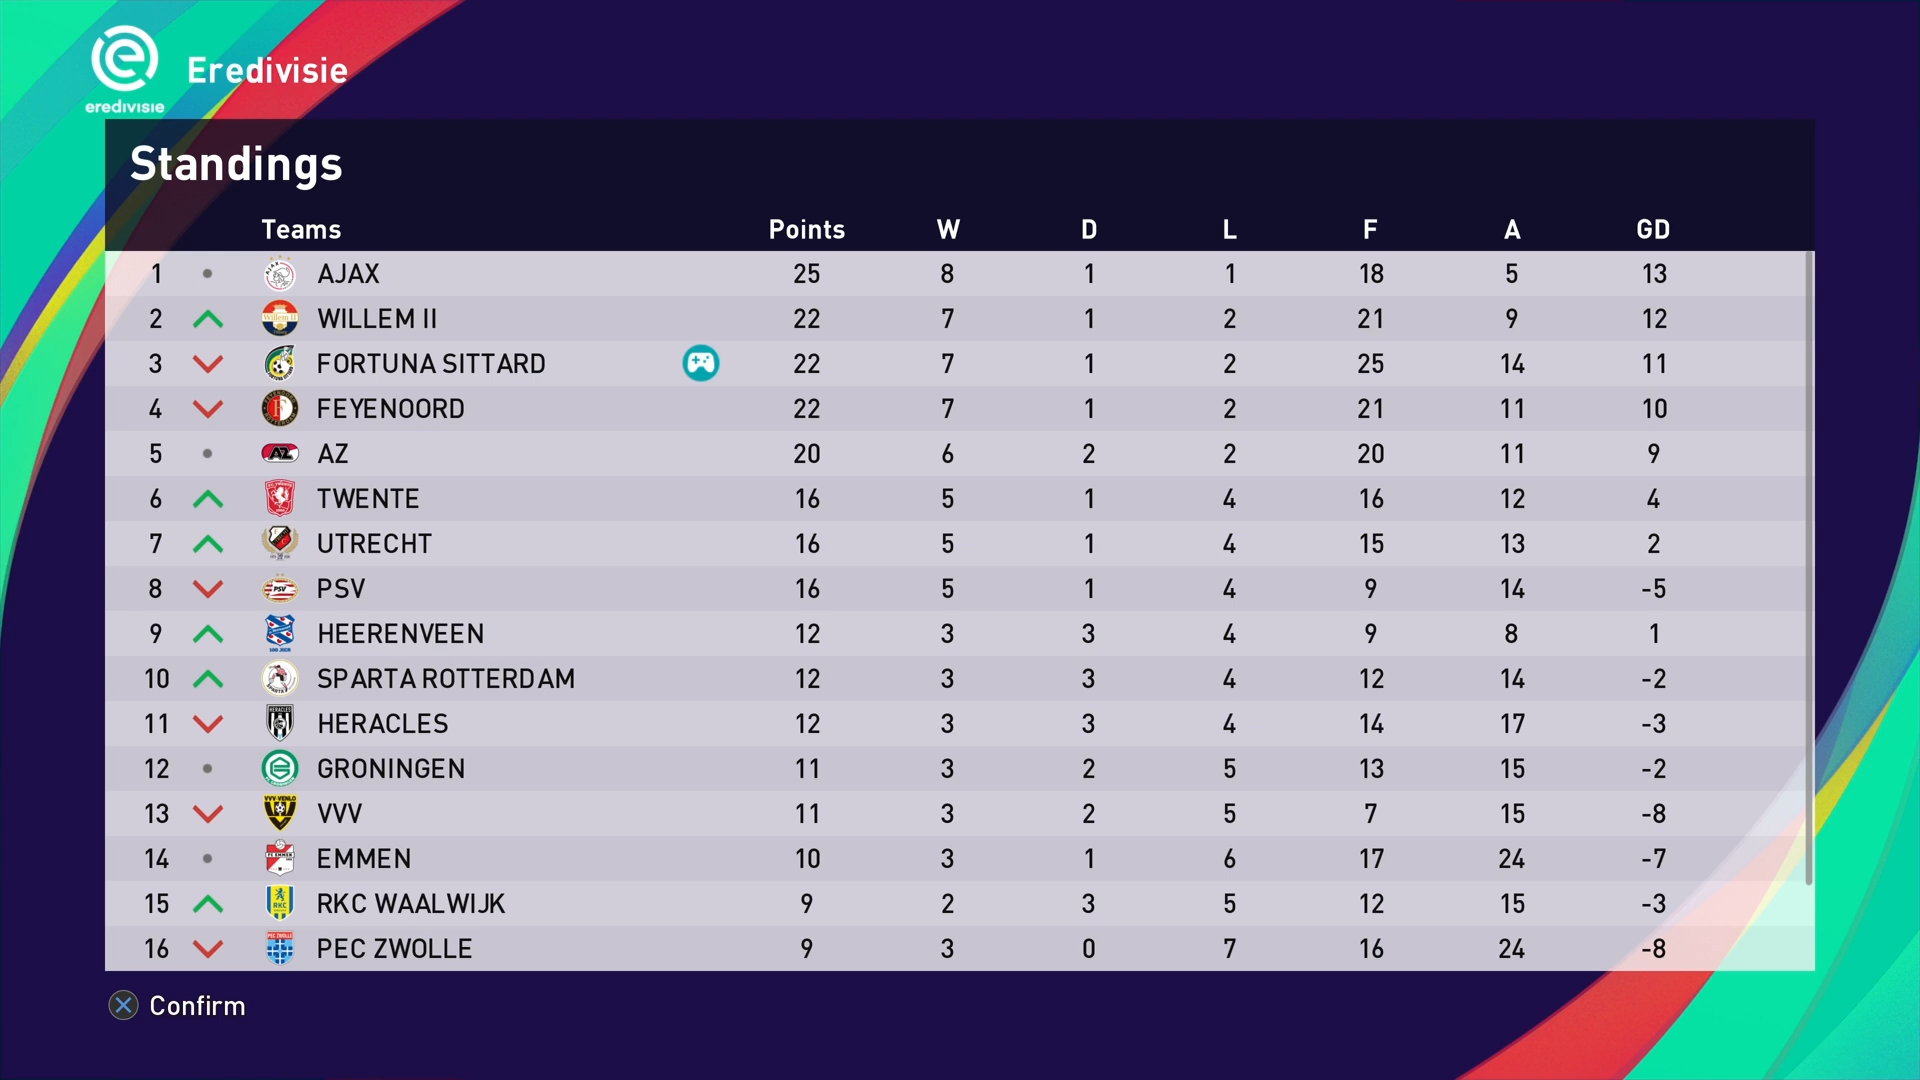 eredivisie
Eredivisie
Standings
Teams Points W D L F A GD
1 AJAX 25 8 1 1 18 5 13
2 WILLEM II 22 7 1 2 21 9 12
3 FORTUNA SITTARD 22 7 1 2 25 14 11
4 FEYENOORD 22 7 1 2 21 11 10
5 AZ 20 6 2 2 20 11 9
6 TWENTE 16 5 1 4 16 12 4
7 UTRECHT 16 5 1 4 15 13 2
8 PSV 16 5 1 4 9 14 -5
9 HEERENVEEN 12 3 3 4 9 8 1
10 SPARTA ROTTERDAM 12 3 3 4 12 14 -2
11 HERACLES 12 3 3 4 14 17 -3
12 GRONINGEN 11 3 2 5 13 15 -2
13 VVV 11 3 2 5 7 15 -8
14 EMMEN 10 3 1 6 17 24 -7
15 RKC WAALWIJK 9 2 3 5 12 15 -3
16 PEC ZWOLLE 9 3 0 7 16 24 -8
Confirm